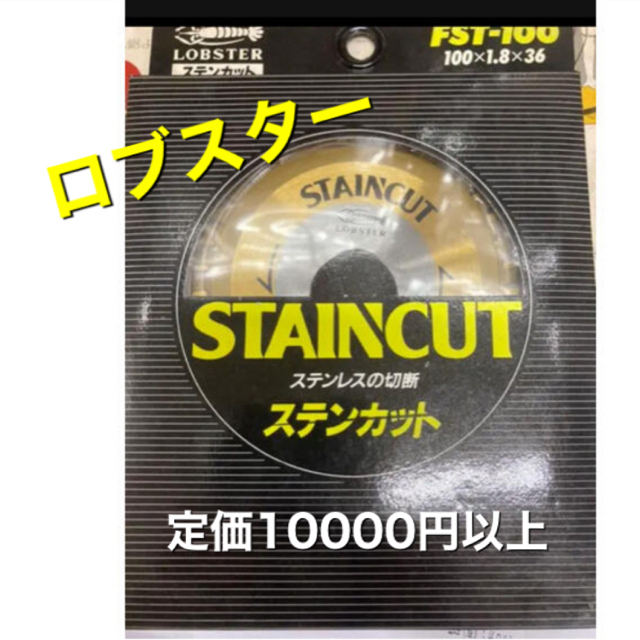 LOBSTER
ステンカット
FST-100
100×1.8×36
ロブスター
STAINCUT
LOBSTER
STAINCUT
ステンレスの切断
ステンカット
定価10000円以上